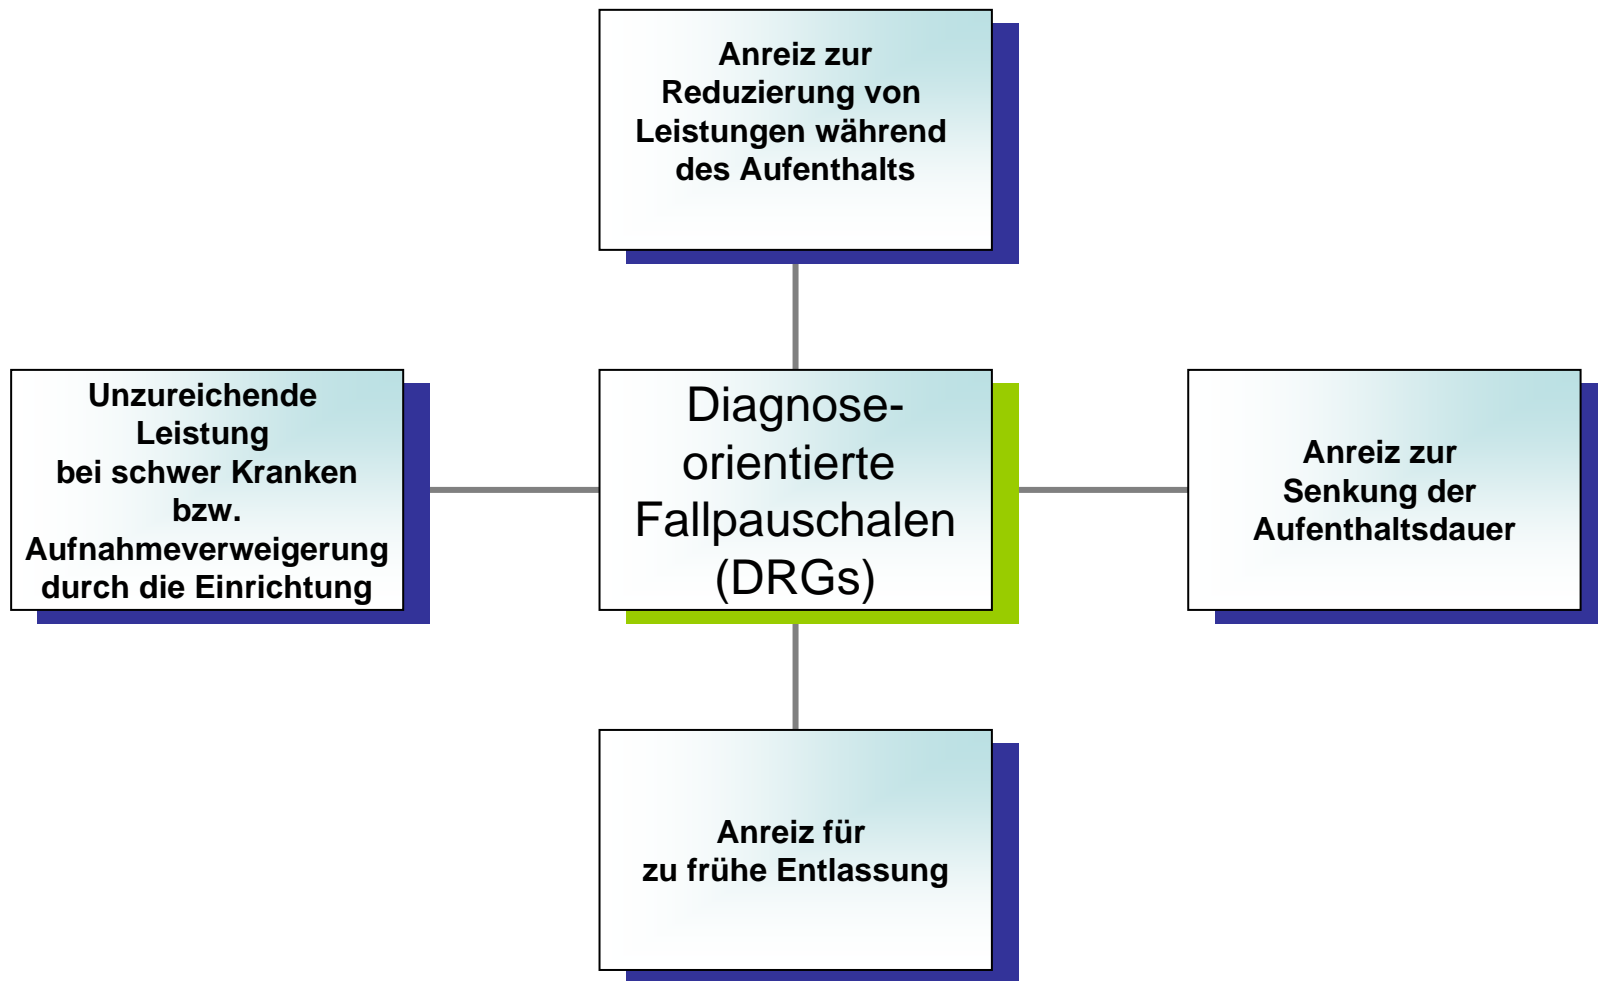 Anreiz zur
Reduzierung von
Leistungen während
des Aufenthalts
Unzureichende
Leistung
bei schwer Kranken
bzw.
Aufnahmeverweigerung
durch die Einrichtung
Diagnose-
orientierte
Fallpauschalen
(DRGs)
Anreiz zur
Senkung der
Aufenthaltsdauer
Anreiz für
zu frühe Entlassung